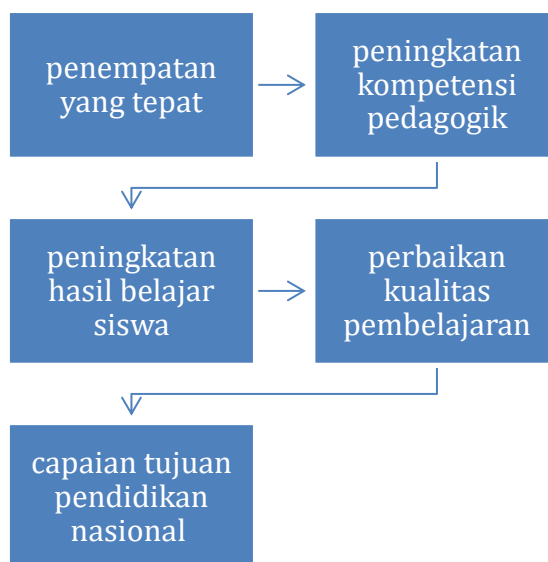 penempatan
yang tepat
peningkatan
kompetensi
pedagogik
peningkatan
hasil belajar
siswa
perbaikan
kualitas
pembelajaran
capaian tujuan
pendidikan
nasional